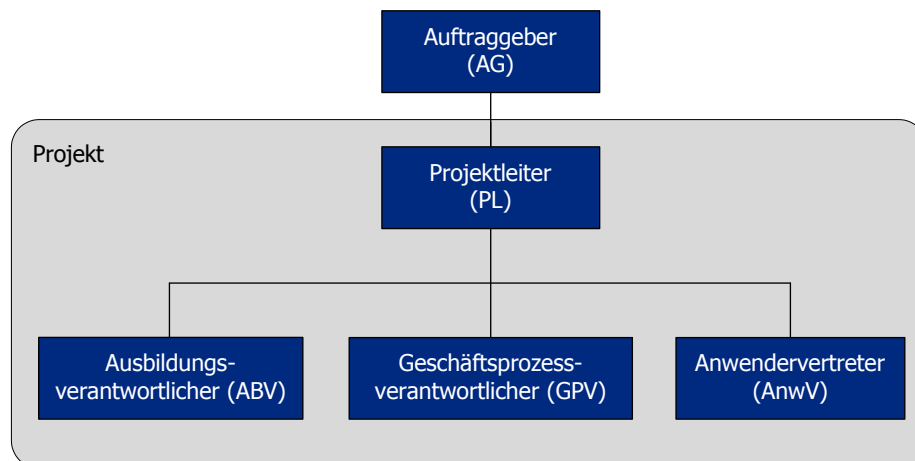 Auftraggeber
(AG)
Projekt
Projektleiter
(PL)
Ausbildungs-
verantwortlicher (ABV)
Geschäftsprozess-
verantwortlicher (GPV)
Anwendervertreter
(AnwV)